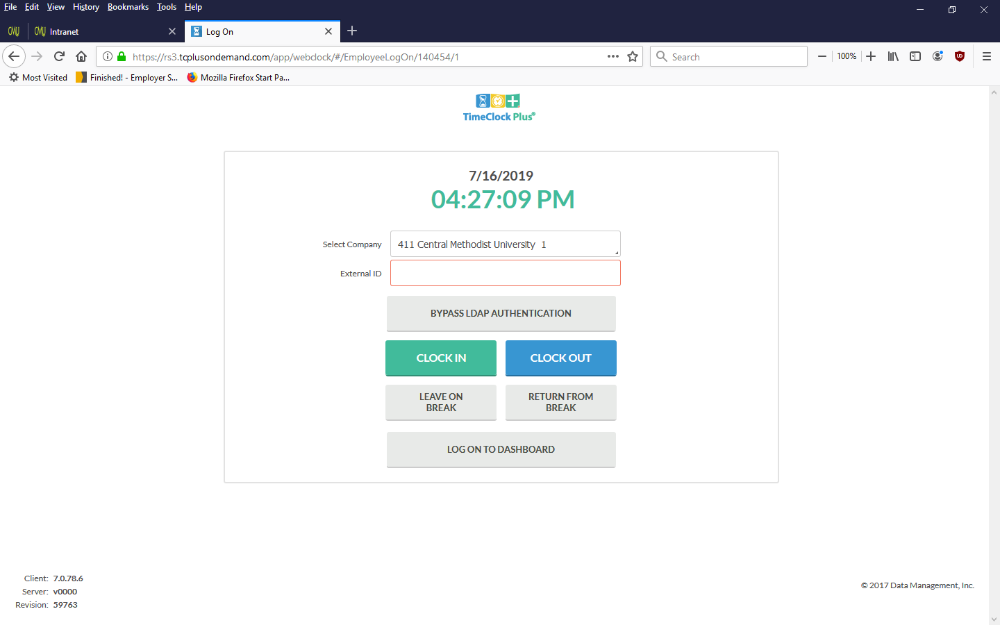 File Edit View History Bookmarks Tools Help
CMU
CMU Intranet
Log On
https://rs3.tcplusondemand.com/app/webclock/#/EmployeeLogOn/140454/1
Search
100%
Most Visited
Finished! - Employer S...
Mozilla Firefox Start Pa...
TimeClock Plus®
7/16/2019
04:27:09 PM
Select Company
411 Central Methodist University 1
External ID
BYPASS LDAP AUTHENTICATION
CLOCK IN
CLOCK OUT
LEAVE ON
BREAK
RETURN FROM
BREAK
LOG ON TO DASHBOARD
Client: 7.0.78.6
Server: v0000
Revision: 59763
© 2017 Data Management, Inc.